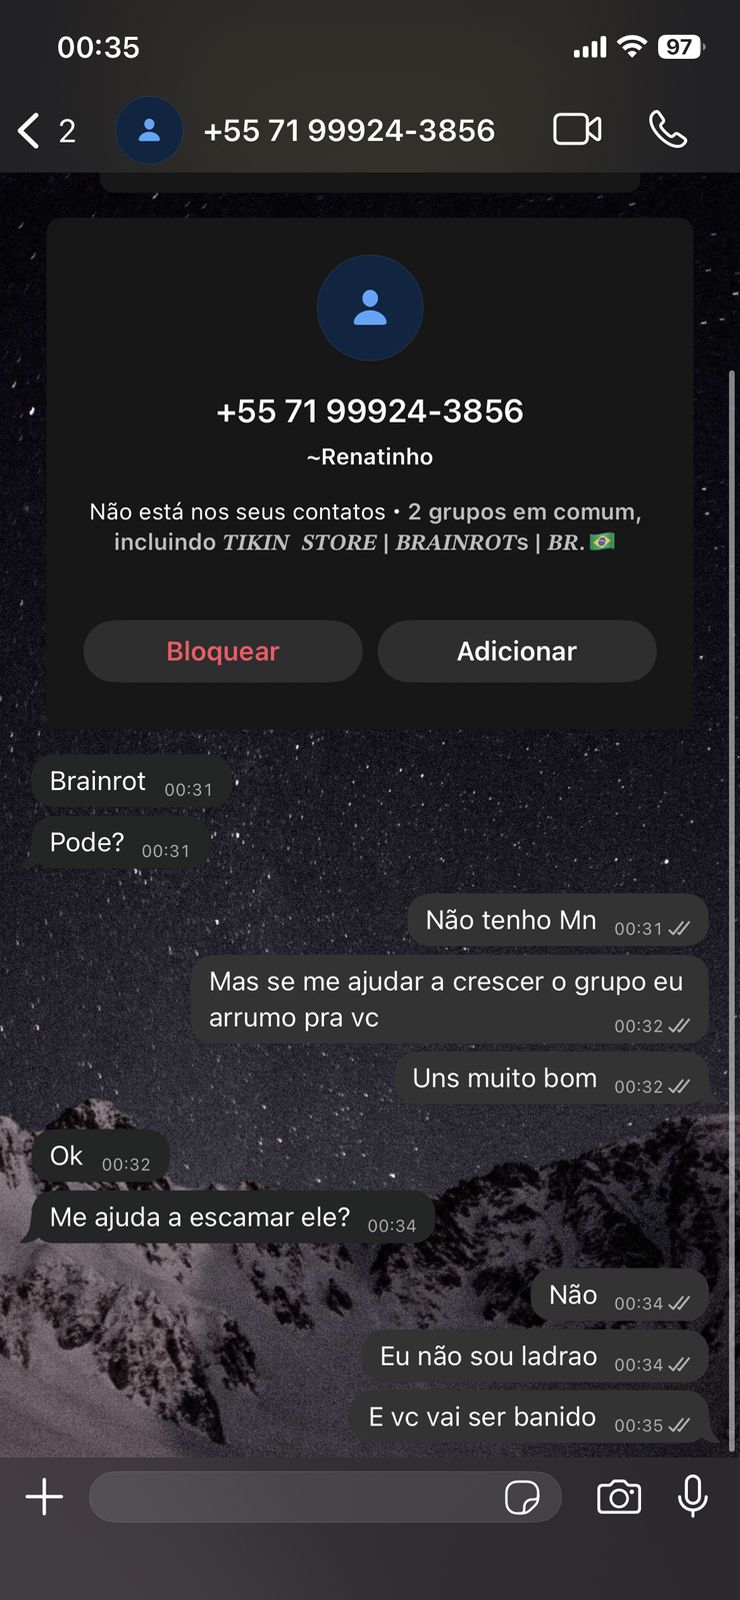 00:35
97
2
+55 71 99924-3856
+55 71 99924-3856
~Renatinho
Não está nos seus contatos • 2 grupos em comum,
incluindo TIKIN STORE | BRAINROTs | BR.🇧🇷
Bloquear
Adicionar
Brainrot 00:31
Pode? 00:31
Não tenho Mn 00:31
Mas se me ajudar a crescer o grupo eu
arrumo pra vc 00:32
Uns muito bom 00:32
Ok 00:32
Me ajuda a escamar ele? 00:34
Não 00:34
Eu não sou ladrao 00:34
E vc vai ser banido 00:35